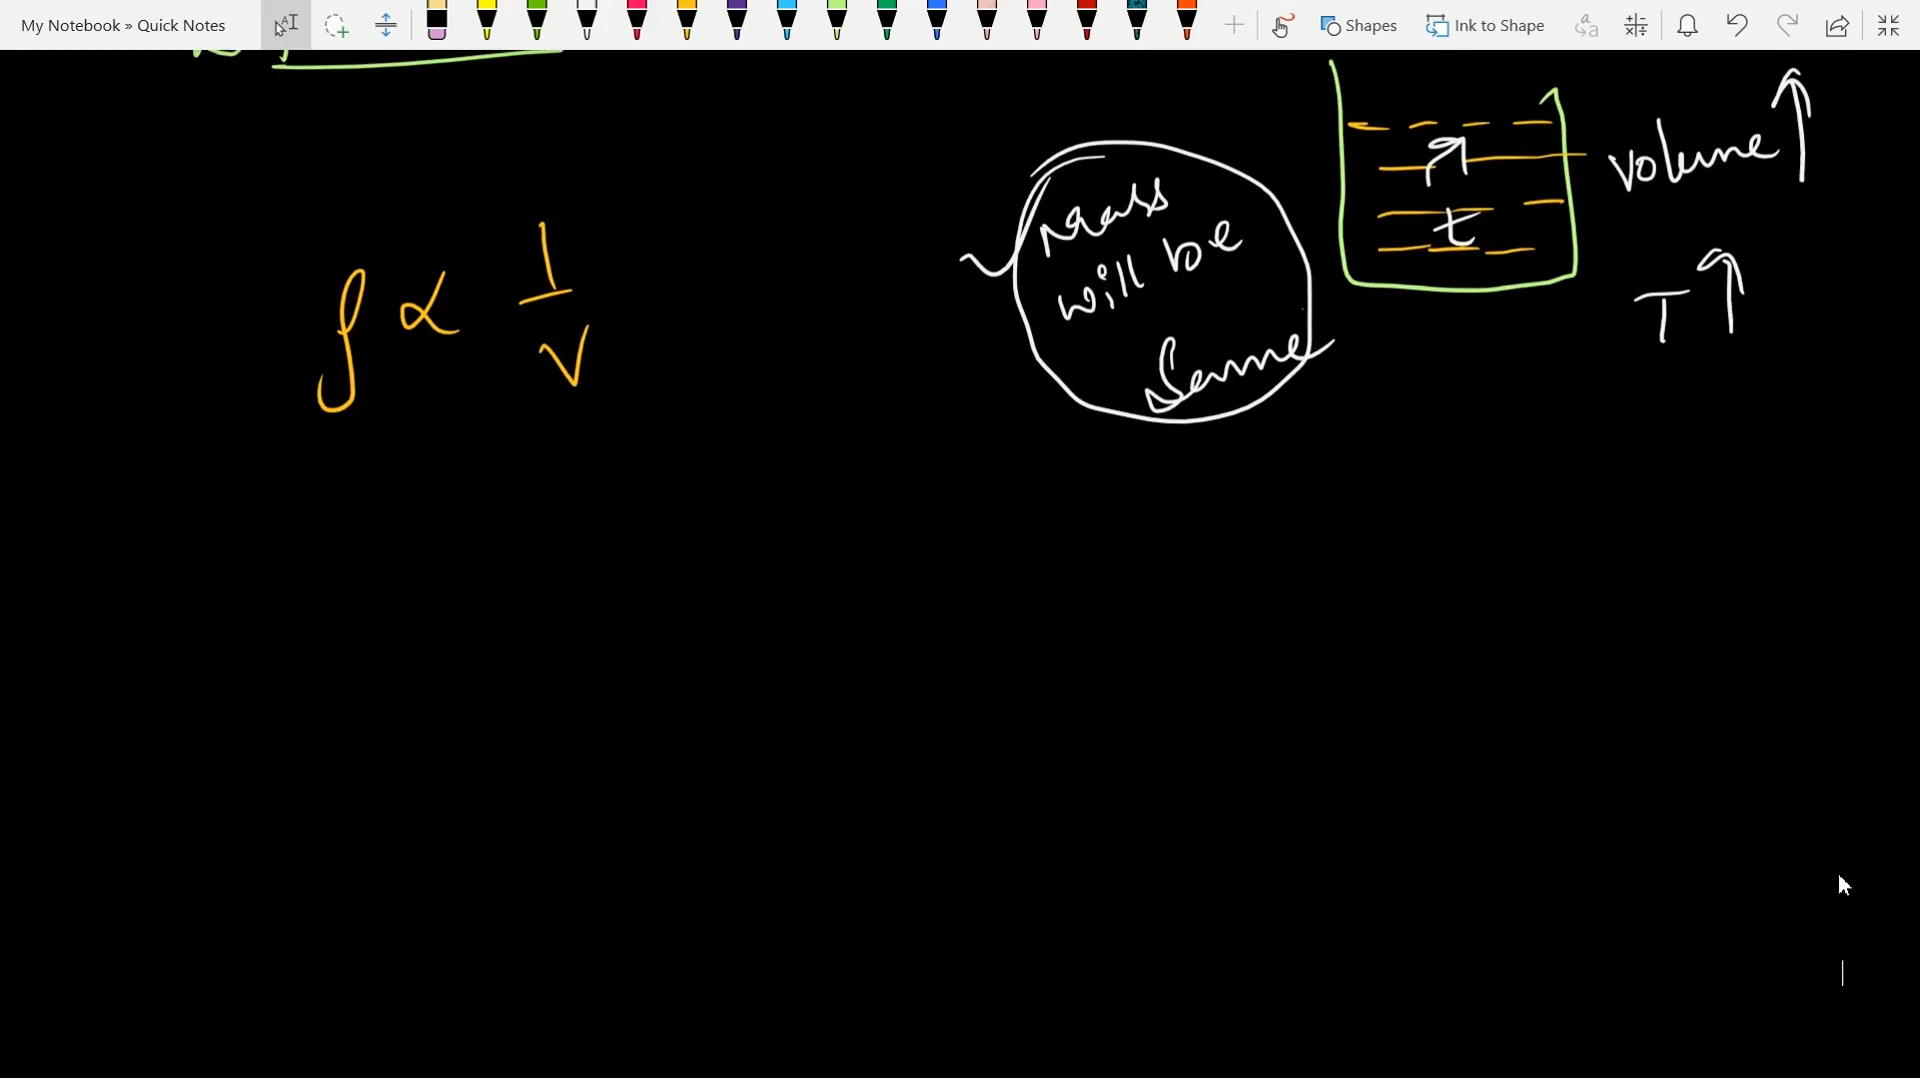 My Notebook » Quick Notes
Shapes
Ink to Shape
volume ↑
t ↑
T ↑
Mass
will be
Same
ρ ∝ 1/V